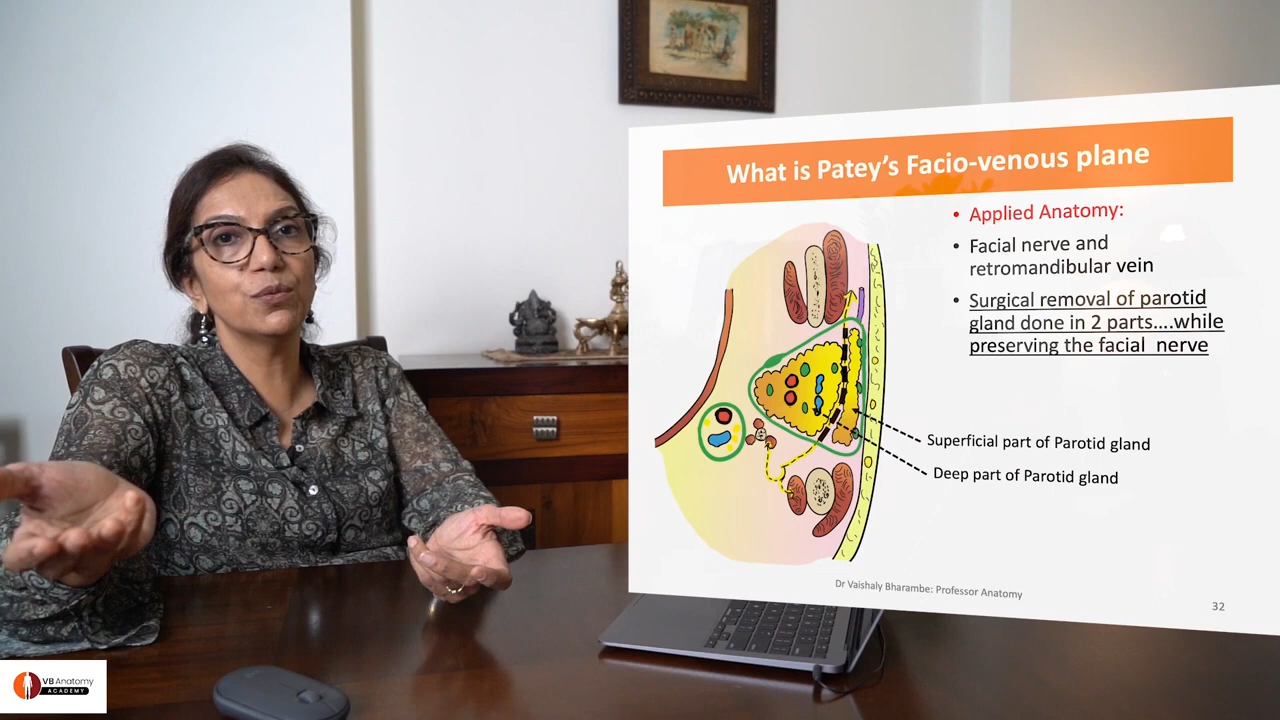 What is Patey's Facio-venous plane
• Applied Anatomy:
• Facial nerve and
retromandibular vein
• Surgical removal of parotid
gland done in 2 parts....while
preserving the facial nerve
Superficial part of Parotid gland
Deep part of Parotid gland
Dr Vaishaly Bharambe: Professor Anatomy
32
VB Anatomy
ACADEMY